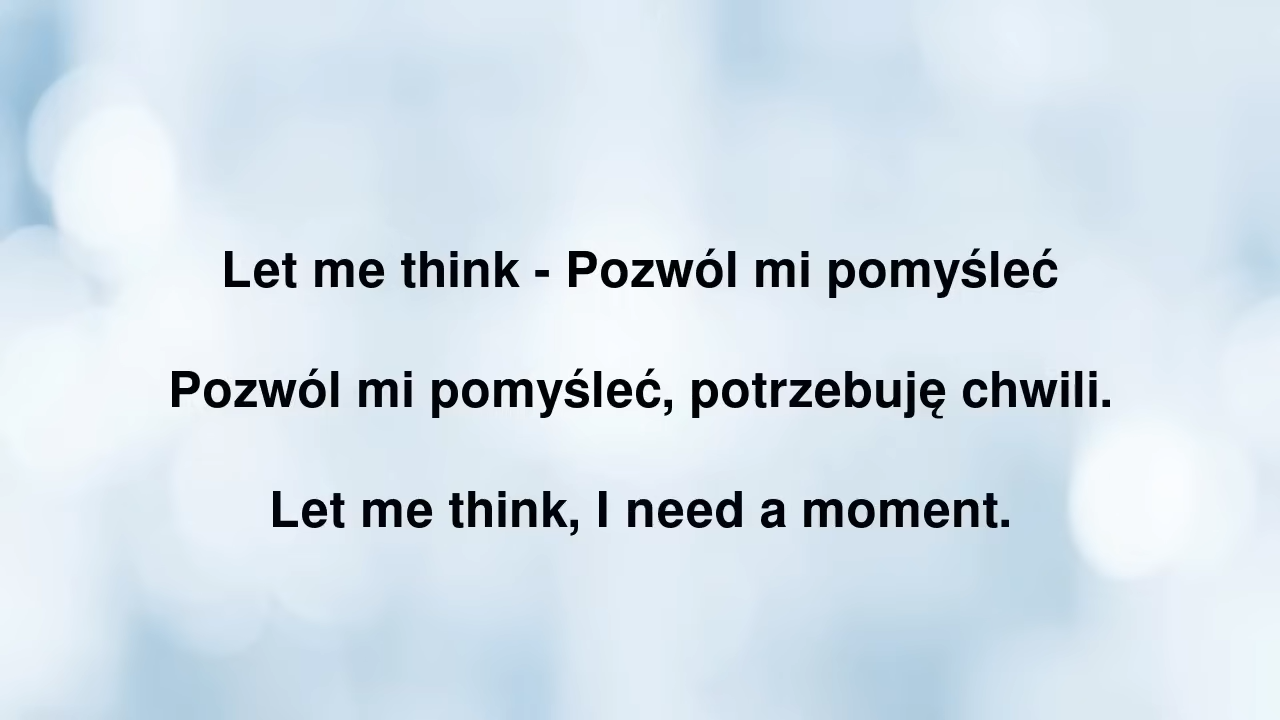 Let me think - Pozwól mi pomyśleć
Pozwól mi pomyśleć, potrzebuję chwili.
Let me think, I need a moment.